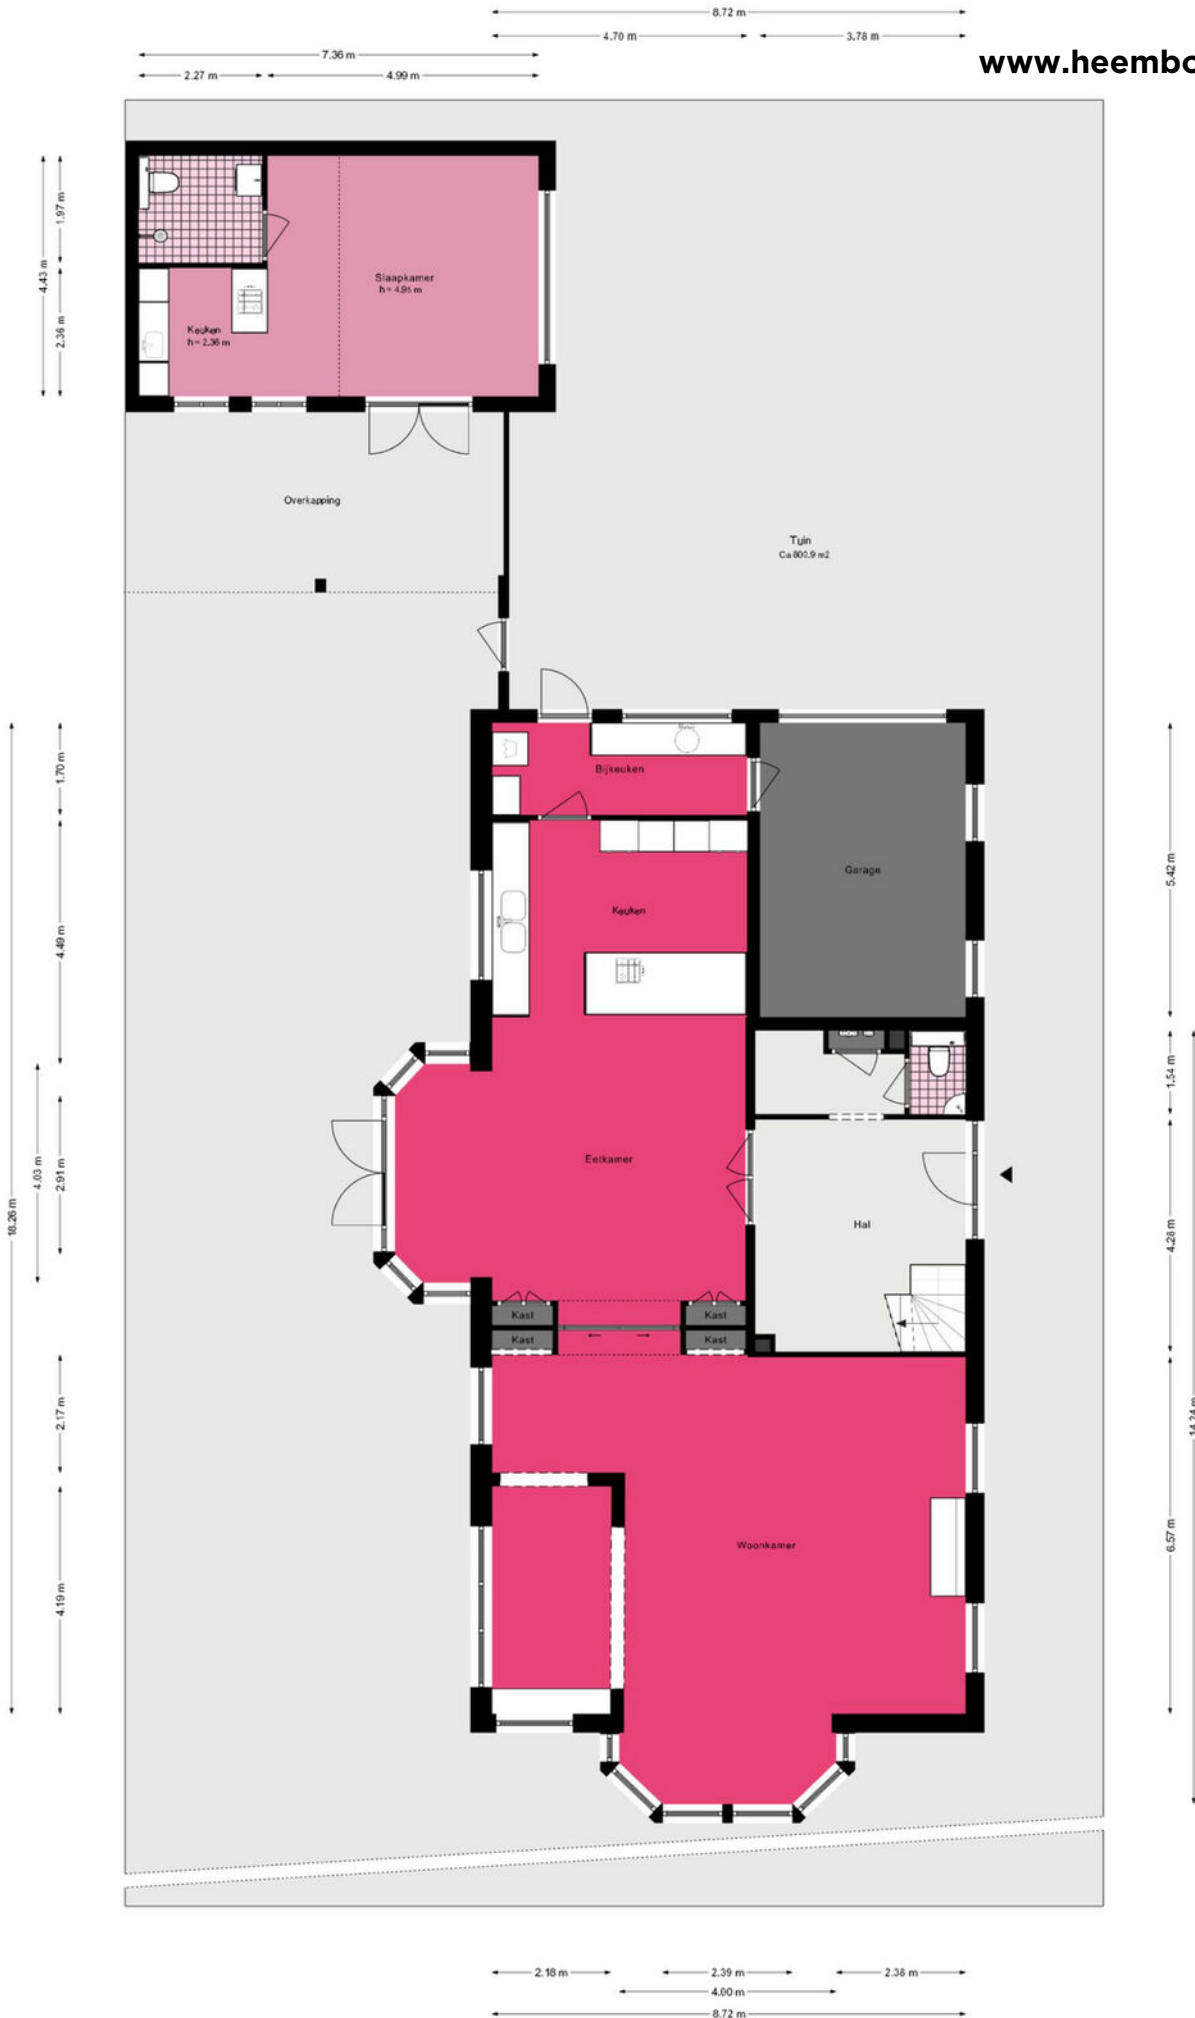 8.72 m
4.70 m
3.78 m
www.heembo
7.36 m
2.27 m
4.99 m
1.97 m
4.43 m
2.36 m
Slaapkamer
h = 4.95 m
Keuken
h = 2.36 m
Overkapping
Tuin
Ca 800.9 m2
1.70 m
Bijkeuken
5.42 m
Garage
4.49 m
Keuken
1.54 m
4.03 m
2.91 m
Eetkamer
18.26 m
Hal
4.28 m
Kast
Kast
Kast
Kast
2.17 m
14.24 m
6.57 m
Woonkamer
4.19 m
2.18 m
2.39 m
2.38 m
4.00 m
8.72 m